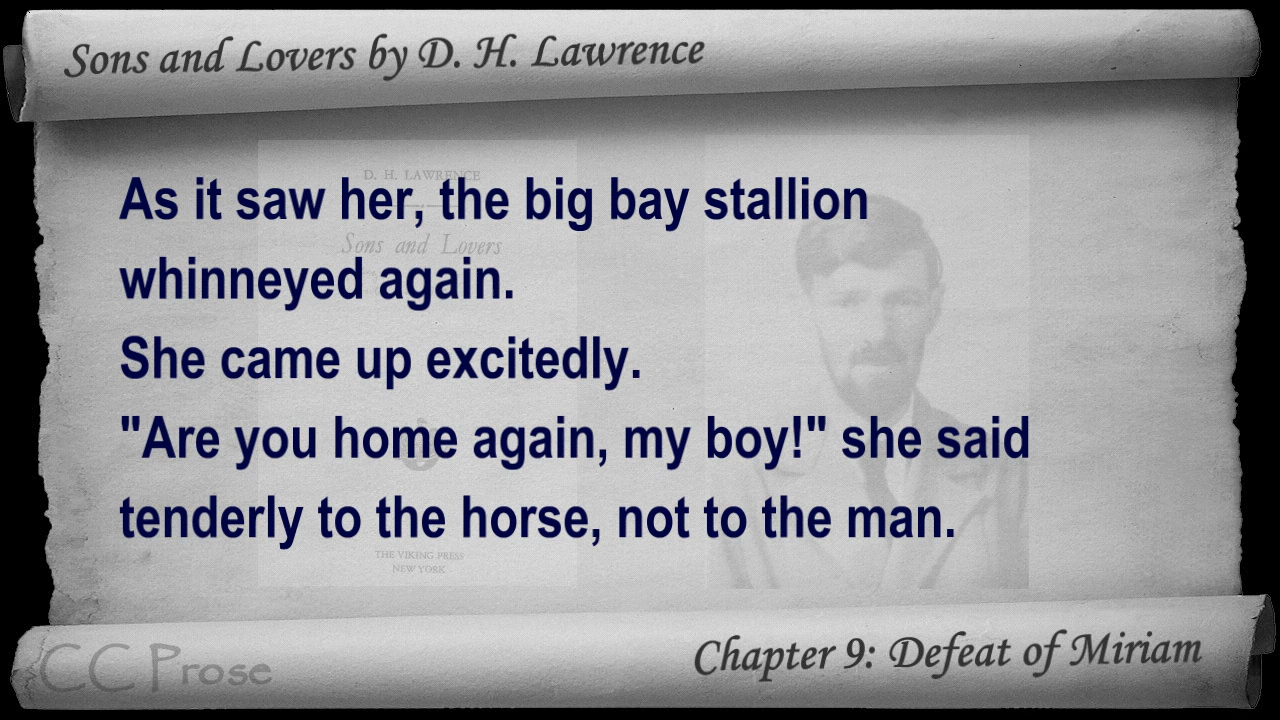 Sons and Lovers by D. H. Lawrence
D. H. LAWRENCE
Sons and Lovers
As it saw her, the big bay stallion
whinneyed again.
She came up excitedly.
"Are you home again, my boy!" she said
tenderly to the horse, not to the man.
THE VIKING PRESS
NEW YORK
CC Prose
Chapter 9: Defeat of Miriam